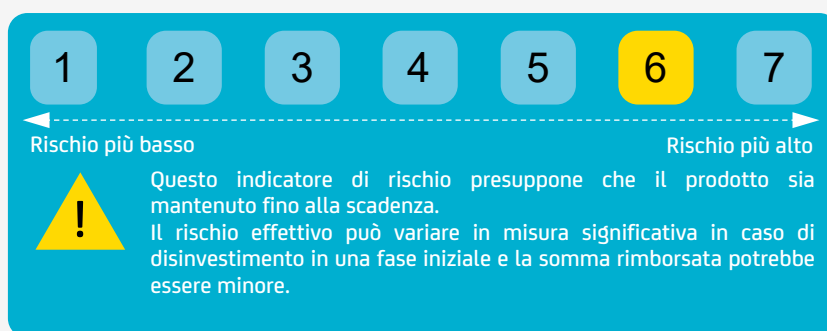 1 2 3 4 5 6 7
Rischio più basso Rischio più alto
!
Questo indicatore di rischio presuppone che il prodotto sia
mantenuto fino alla scadenza.
Il rischio effettivo può variare in misura significativa in caso di
disinvestimento in una fase iniziale e la somma rimborsata potrebbe
essere minore.